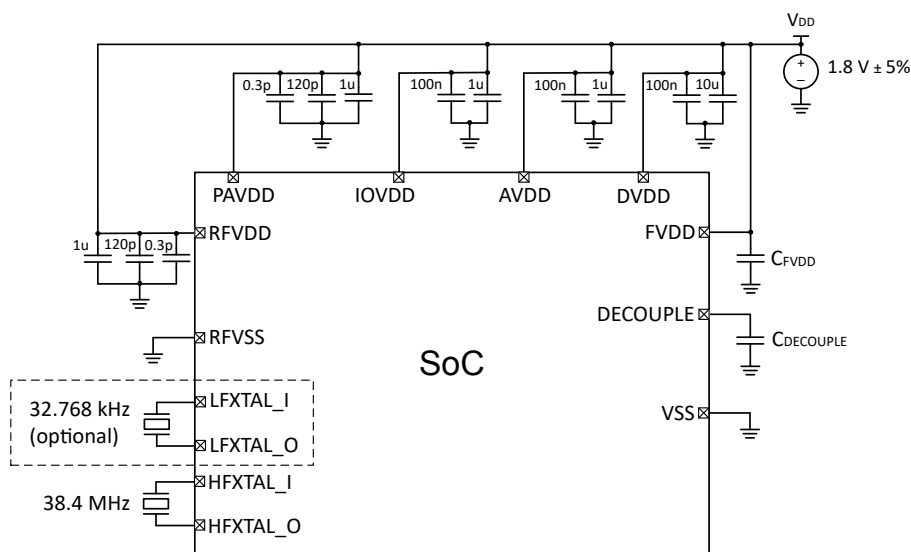 VDD
1.8 V ± 5%
0.3p
120p
1u
100n
1u
100n
1u
100n
10u
PAVDD
IOVDD
AVDD
DVDD
1u
120p
0.3p
RFVDD
FVDD
CFVDD
DECOUPLE
CDECOUPLE
RFVSS
SoC
32.768 kHz
(optional)
LFXTAL_I
LFXTAL_O
VSS
38.4 MHz
HFXTAL_I
HFXTAL_O